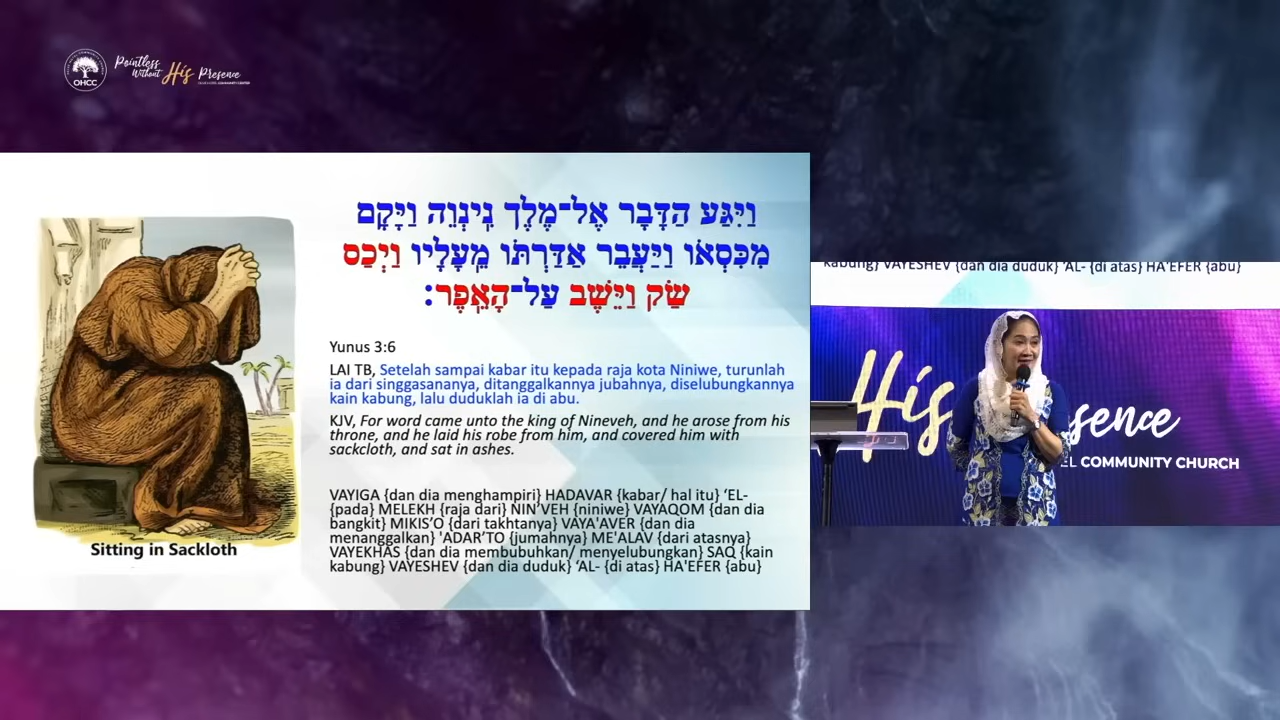 OHCC
Pointless
Without His Presence
וַיִּגַּע הַדָּבָר אֶל־מֶלֶךְ נִֽינְוֵה וַיָּקָם
מִכִּסְאוֹ וַיַּעֲבֵר אַדַּרְתּוֹ מֵֽעָלָיו וַיְכַס
שַׂק וַיֵּשֶׁב עַל־הָאֵֽפֶר׃
Yunus 3:6
LAI TB, Setelah sampai kabar itu kepada raja kota Niniwe, turunlah
ia dari singgasananya, ditanggalkannya jubahnya, diselubungkannya
kain kabung, lalu duduklah ia di abu.
KJV, For word came unto the king of Nineveh, and he arose from his
throne, and he laid his robe from him, and covered him with
sackcloth, and sat in ashes.
VAYIGA {dan dia menghampiri} HADAVAR {kabar/ hal itu} ‘EL-
{pada} MELEKH {raja dari} NIN’VEH {niniwe} VAYAQOM {dan dia
bangkit} MIKIS’O {dari takhtanya} VAYA'AVER {dan dia
menanggalkan} 'ADAR’TO {jumahnya} ME'ALAV {dari atasnya}
VAYEKHAS {dan dia membubuhkan/ menyelubungkan} SAQ {kain
kabung} VAYESHEV {dan dia duduk} ‘AL- {di atas} HA'EFER {abu}
Sitting in Sackloth
kabung} VAYESHEV {dan dia duduk} ‘AL- {di atas} HA'EFER {abu}
His
sence
EL COMMUNITY CHURCH